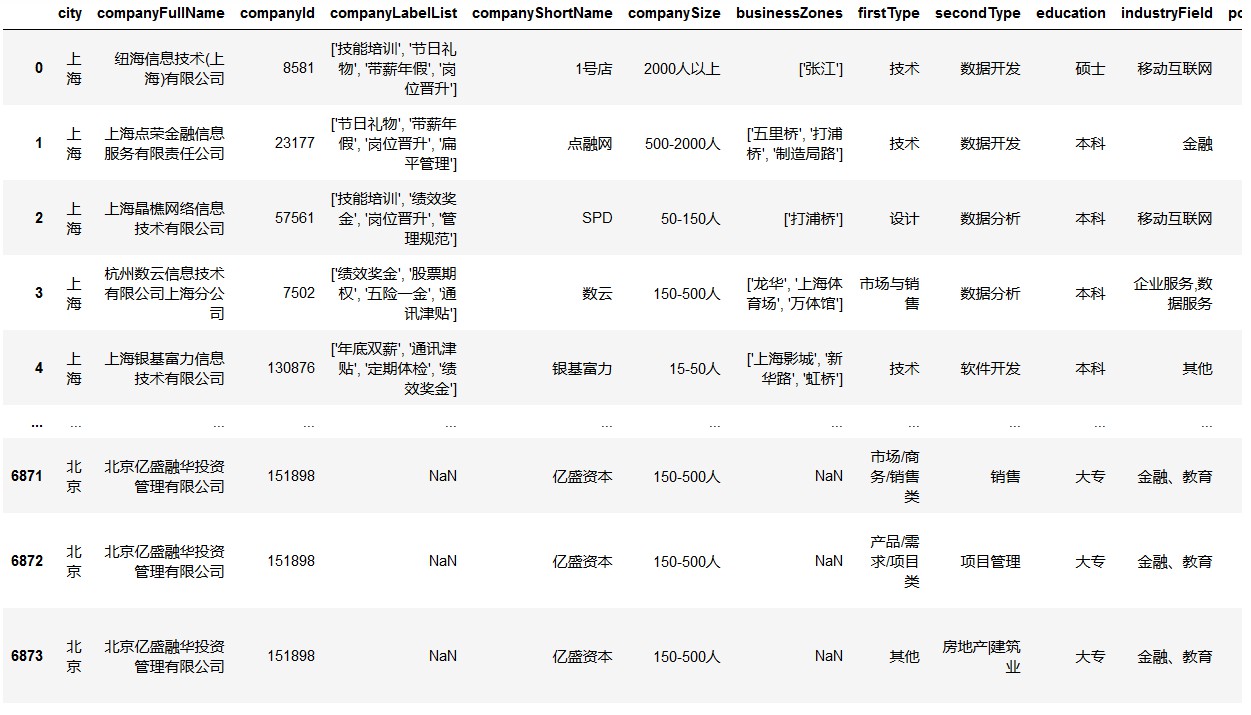 city companyFullName companyId companyLabelList companyShortName companySize businessZones firstType secondType education industryField po
0 上海 纽海信息技术(上海)有限公司 8581 ['技能培训', '节日礼物', '带薪年假', '岗位晋升'] 1号店 2000人以上 ['张江'] 技术 数据开发 硕士 移动互联网
1 上海 上海点荣金融信息服务有限责任公司 23177 ['节日礼物', '带薪年假', '岗位晋升', '扁平管理'] 点融网 500-2000人 ['五里桥', '打浦桥', '制造局路'] 技术 数据开发 本科 金融
2 上海 上海晶樵网络信息技术有限公司 57561 ['技能培训', '绩效奖金', '岗位晋升', '管理规范'] SPD 50-150人 ['打浦桥'] 设计 数据分析 本科 移动互联网
3 上海 杭州数云信息技术有限公司上海分公司 7502 ['绩效奖金', '股票期权', '五险一金', '通讯津贴'] 数云 150-500人 ['龙华', '上海体育场', '万体馆'] 市场与销售 数据分析 本科 企业服务,数据服务
4 上海 上海银基富力信息技术有限公司 130876 ['年底双薪', '通讯津贴', '定期体检', '绩效奖金'] 银基富力 15-50人 ['上海影城', '新华路', '虹桥'] 技术 软件开发 本科 其他
... ... ... ... ... ... ... ... ... ... ... ...
6871 北京 北京亿盛融华投资管理有限公司 151898 NaN 亿盛资本 150-500人 NaN 市场/商务/销售类 销售 大专 金融、教育
6872 北京 北京亿盛融华投资管理有限公司 151898 NaN 亿盛资本 150-500人 NaN 产品/需求/项目类 项目管理 大专 金融、教育
6873 北京 北京亿盛融华投资管理有限公司 151898 NaN 亿盛资本 150-500人 NaN 其他 房地产|建筑业 大专 金融、教育